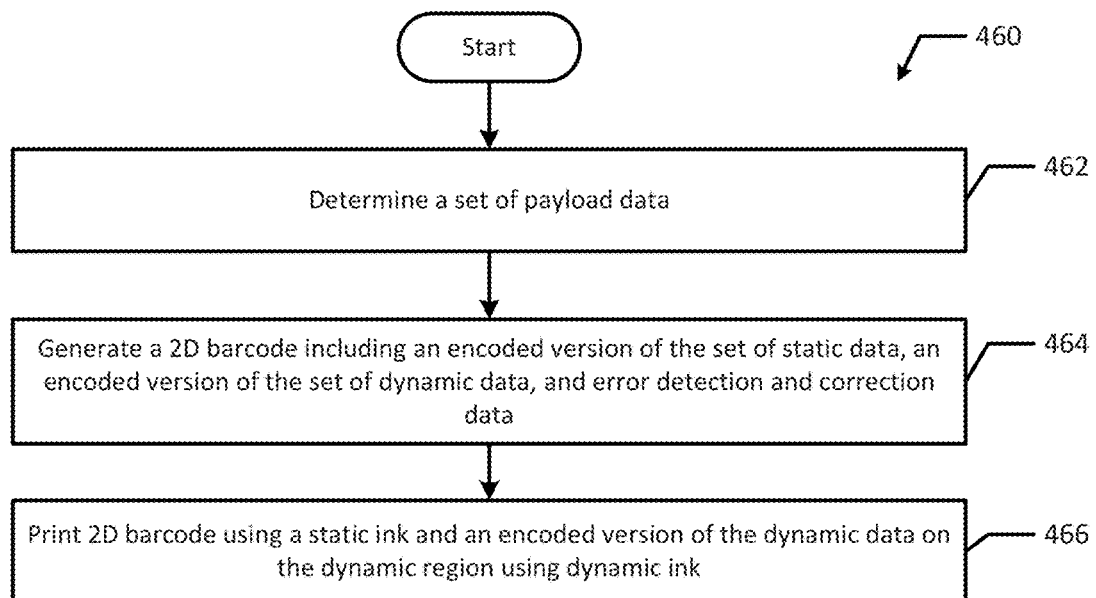 Start
460
Determine a set of payload data
462
Generate a 2D barcode including an encoded version of the set of static data, an
encoded version of the set of dynamic data, and error detection and correction
data
464
Print 2D barcode using a static ink and an encoded version of the dynamic data on
the dynamic region using dynamic ink
466